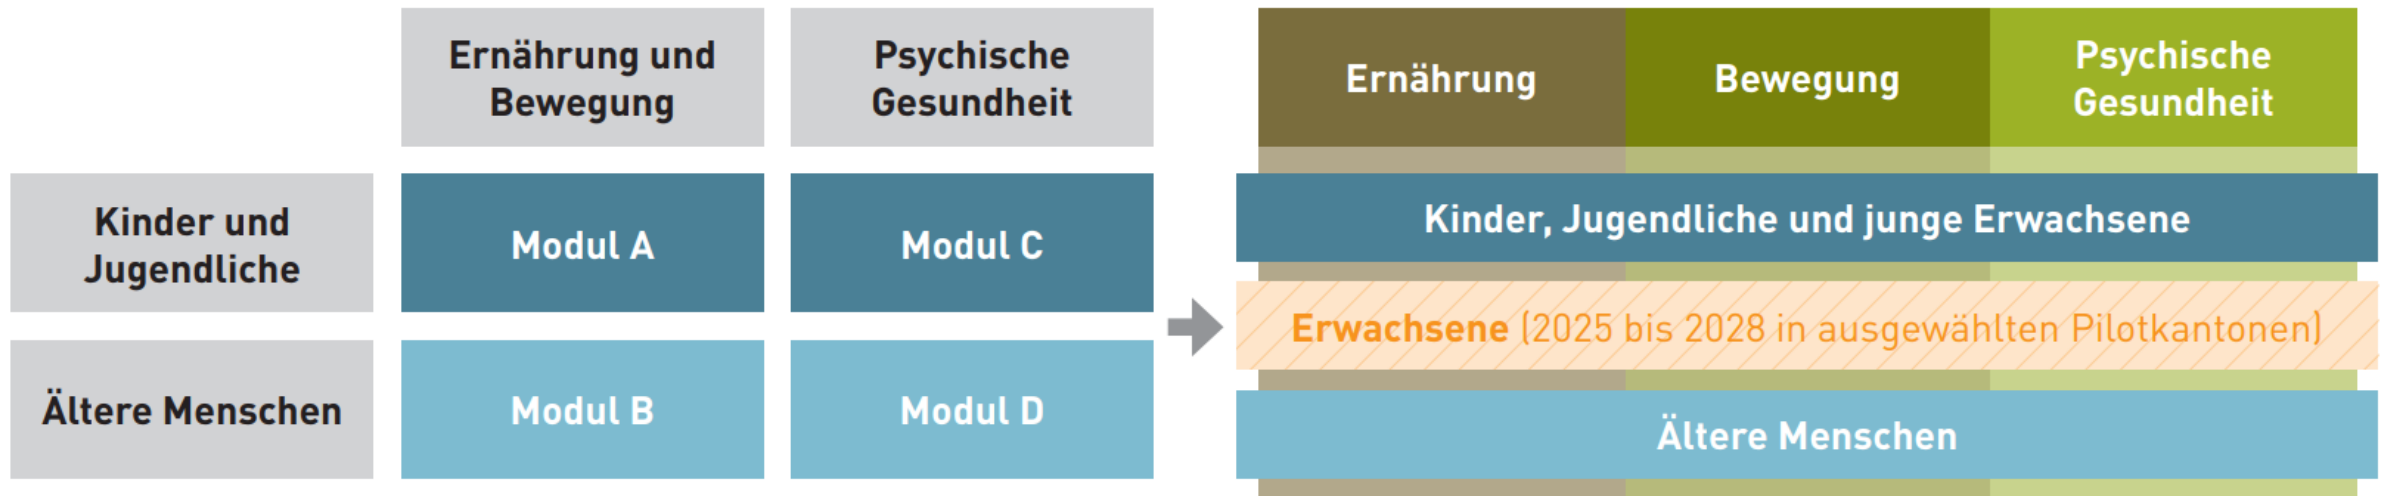 Ernährung und
Bewegung
Psychische
Gesundheit
Kinder und
Jugendliche
Modul A
Modul C
Ältere Menschen
Modul B
Modul D
Ernährung
Bewegung
Psychische
Gesundheit
Kinder, Jugendliche und junge Erwachsene
Erwachsene (2025 bis 2028 in ausgewählten Pilotkantonen)
Ältere Menschen